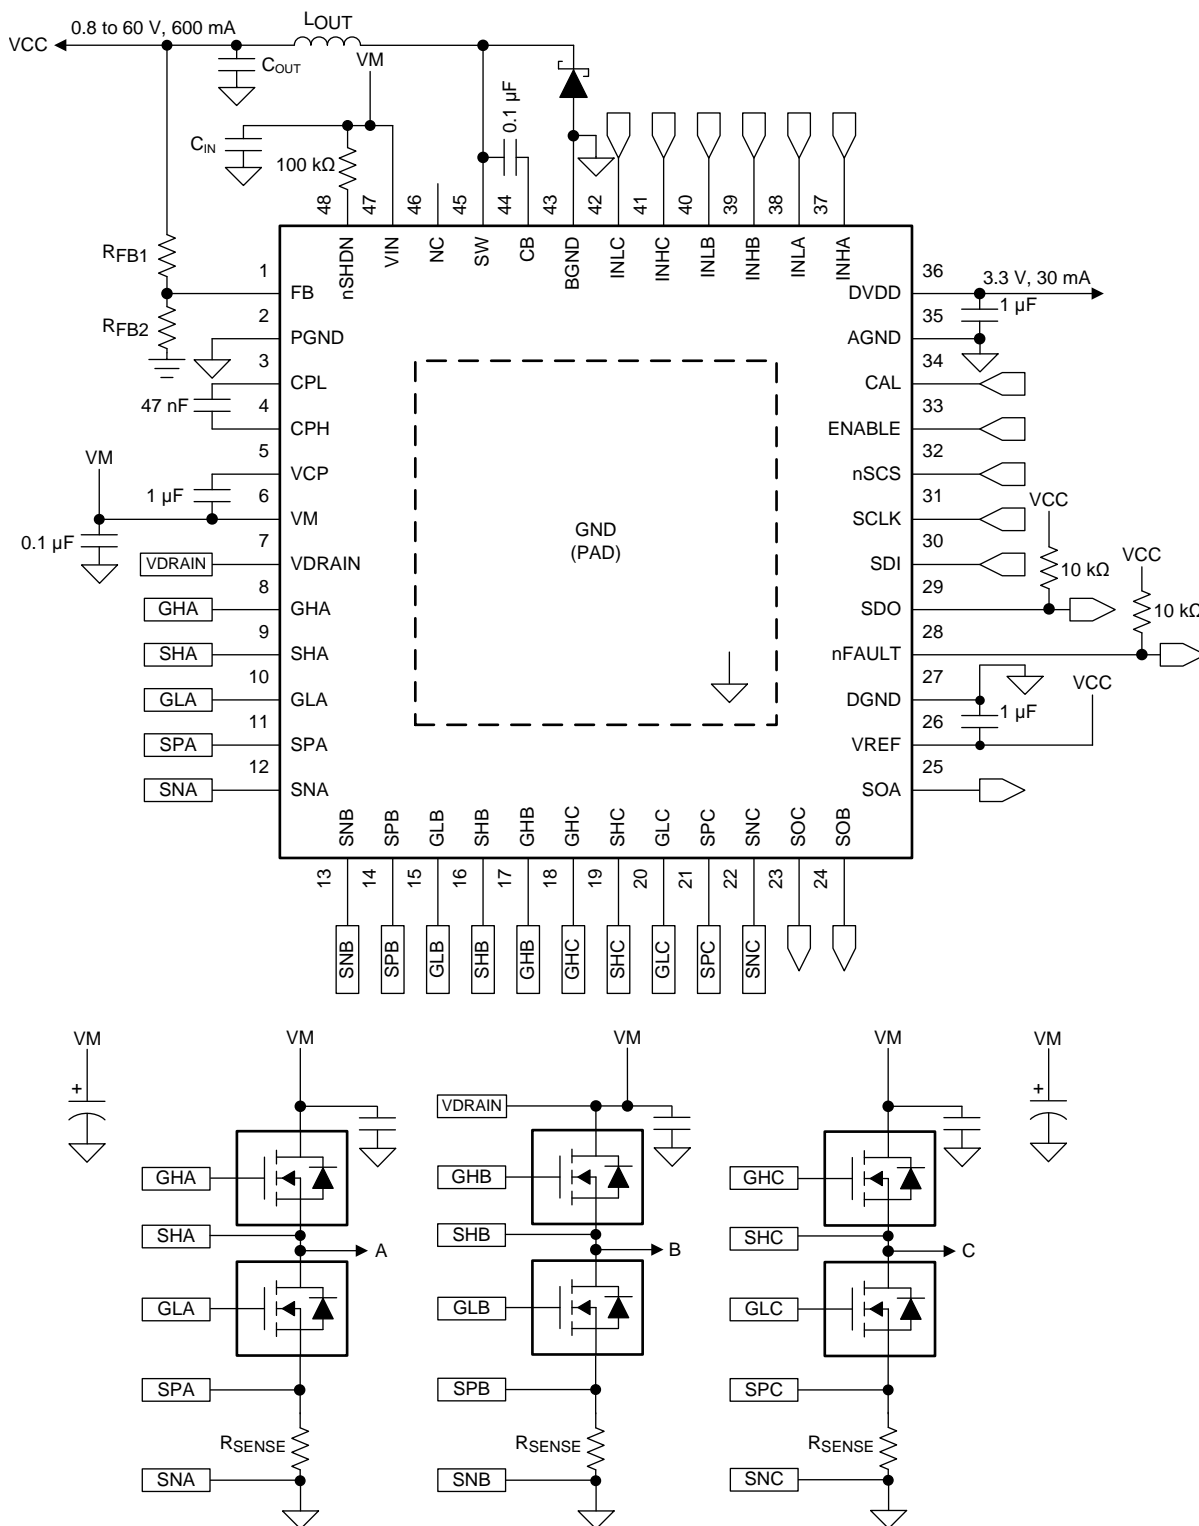 LOUT
0.8 to 60 V, 600 mA
VCC
VM
COUT
0.1 µF
CIN
100 kΩ
48
47
46
45
44
43
42
41
40
39
38
37
nSHDN
VIN
NC
SW
CB
BGND
INLC
INHC
INLB
INHB
INLA
INHA
RFB1
RFB2
1
FB
2
PGND
3
CPL
47 nF
4
CPH
5
VCP
VM
1 µF
6
VM
0.1 µF
7
VDRAIN
VDRAIN
8
GHA
GHA
9
SHA
SHA
10
GLA
GLA
11
SPA
SPA
12
SNA
SNA
GND
(PAD)
36
DVDD
3.3 V, 30 mA
1 µF
35
AGND
34
CAL
33
ENABLE
32
nSCS
31
SCLK
VCC
30
SDI
10 kΩ
VCC
29
SDO
10 kΩ
28
nFAULT
27
DGND
VCC
1 µF
26
VREF
25
SOA
SNB
SPB
GLB
SHB
GHB
GHC
SHC
GLC
SPC
SNC
SOC
SOB
13
14
15
16
17
18
19
20
21
22
23
24
SNB
SPB
GLB
SHB
GHB
GHC
SHC
GLC
SPC
SNC
VM
+
VM
GHA
SHA
A
GLA
SPA
RSENSE
SNA
VM
VDRAIN
GHB
SHB
B
GLB
SPB
RSENSE
SNB
VM
GHC
SHC
C
GLC
SPC
RSENSE
SNC
VM
+